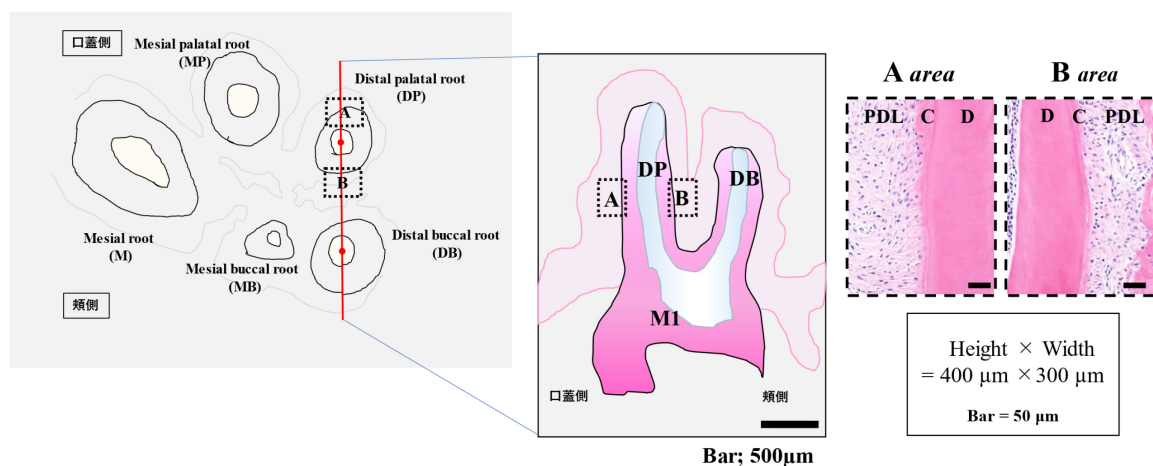 口蓋側
Mesial palatal root
(MP)
Distal palatal root
(DP)
A
B
Mesial root
(M)
Mesial buccal root
(MB)
Distal buccal root
(DB)
頬側
DP
DB
A
B
M1
口蓋側
頬側
Bar; 500μm
A area
B area
PDL
C
D
D
C
PDL
Height × Width
= 400 μm ×300 μm
Bar = 50 μm